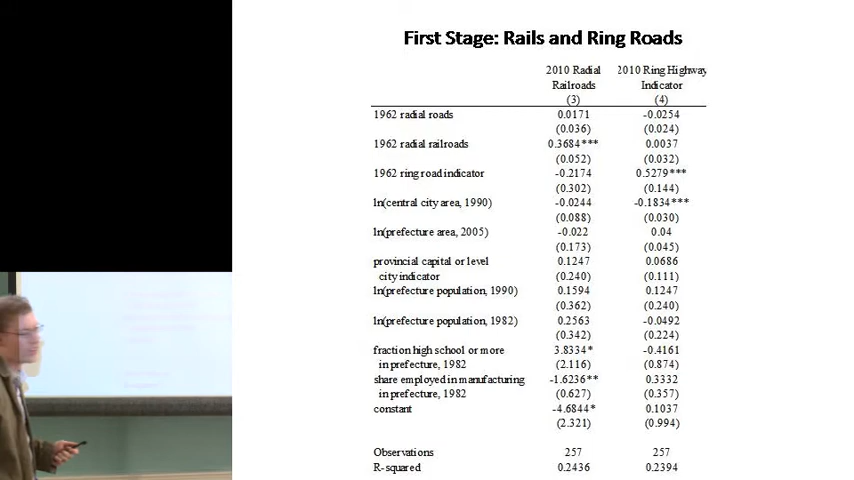 First Stage: Rails and Ring Roads
2010 Radial 2010 Ring Highway
Railroads Indicator
(3) (4)
1962 radial roads 0.0171 -0.0254
(0.036) (0.024)
1962 radial railroads 0.3684*** 0.0037
(0.052) (0.032)
1962 ring road indicator -0.2174 0.5279***
(0.302) (0.144)
ln(central city area, 1990) -0.0244 -0.1834***
(0.088) (0.030)
ln(prefecture area, 2005) -0.022 0.04
(0.173) (0.045)
provincial capital or level 0.1247 0.0686
city indicator (0.240) (0.111)
ln(prefecture population, 1990) 0.1594 0.1247
(0.362) (0.240)
ln(prefecture population, 1982) 0.2563 -0.0492
(0.342) (0.224)
fraction high school or more 3.8334* -0.4161
in prefecture, 1982 (2.116) (0.874)
share employed in manufacturing -1.6236** 0.3332
in prefecture, 1982 (0.627) (0.357)
constant -4.6844* 0.1037
(2.321) (0.994)
Observations 257 257
R-squared 0.2436 0.2394